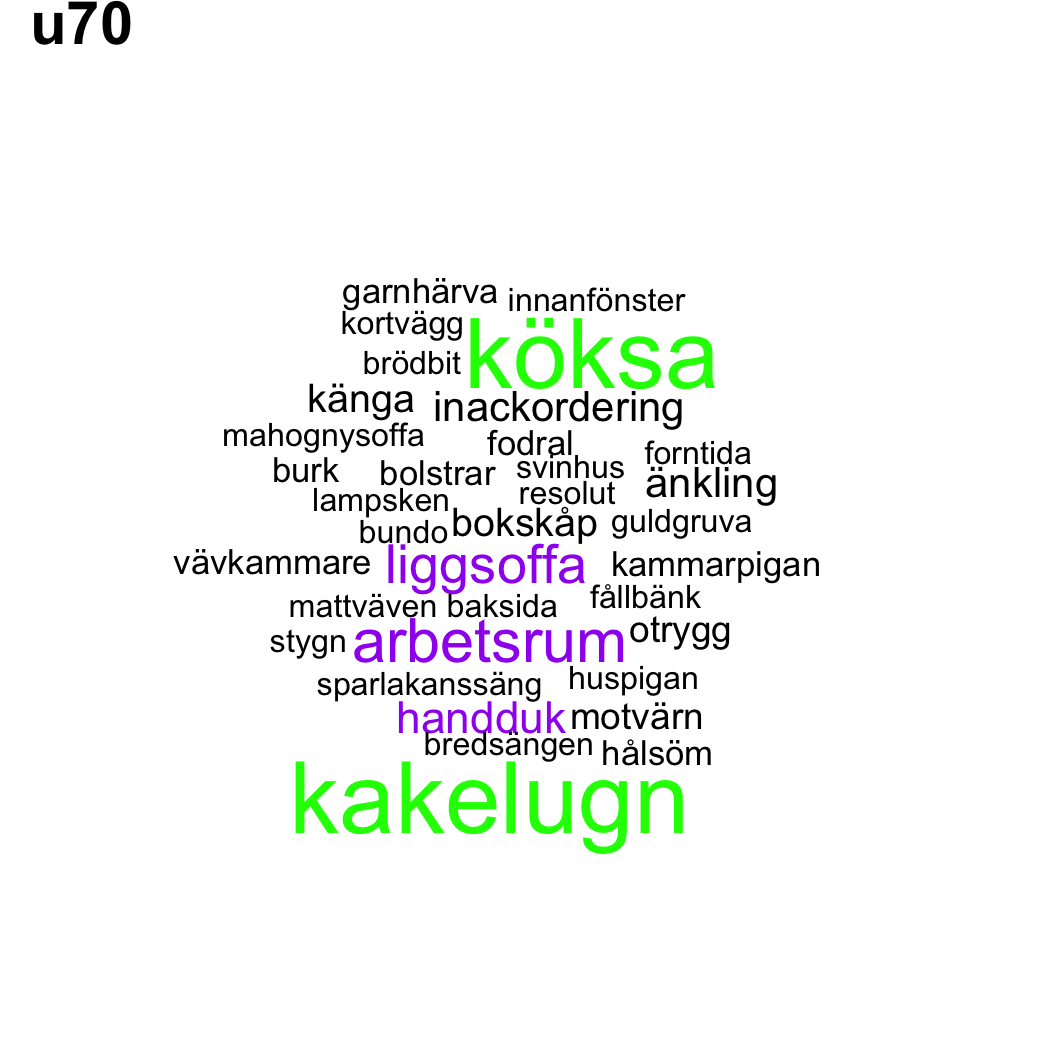 u70
garnhärva innanfönster
kortvägg
köksa
brödbit
känga inackordering
mahognysoffa fodral forntida
burk bolstrar svinhus änkling
lampsken resolut
bundo bokskåp guldgruva
vävkammare liggsoffa kammarpigan
mattväven baksida fållbänk
stygn arbetsrum otrygg
sparlakanssäng huspigan
handduk motvärn
bredsängen hålsöm
kakelugn